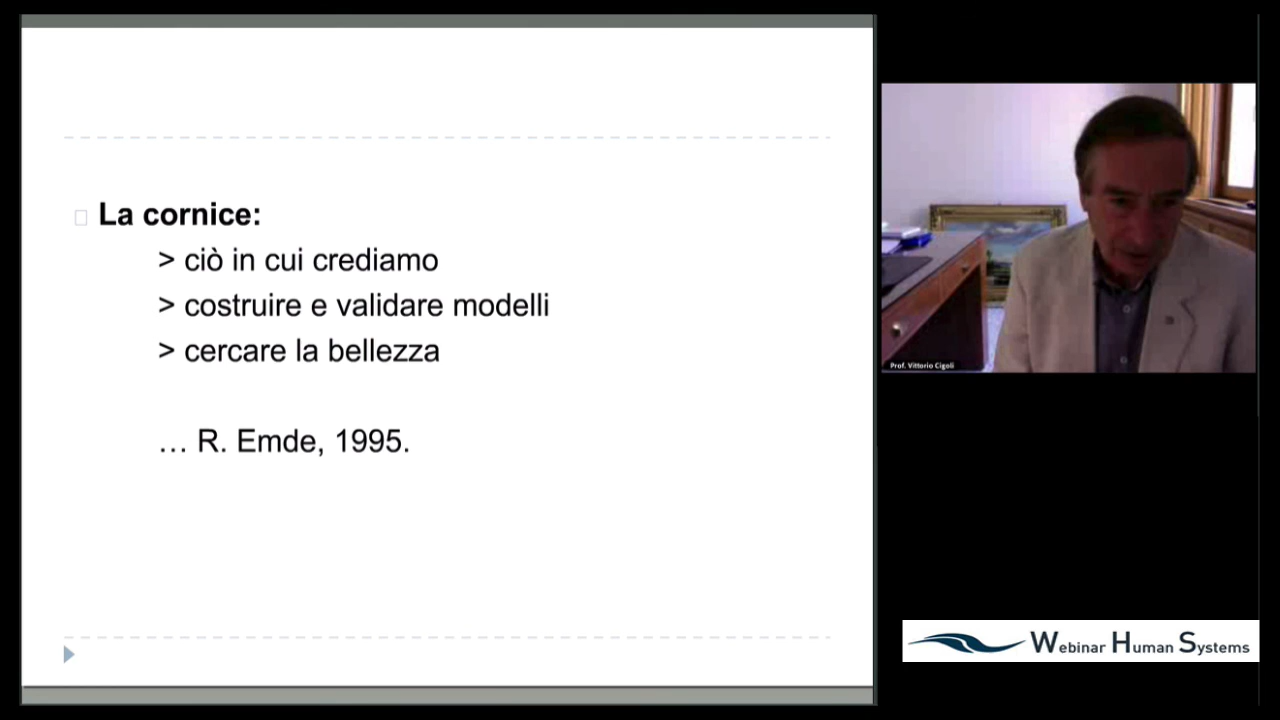 La cornice:
> ciò in cui crediamo
> costruire e validare modelli
> cercare la bellezza
… R. Emde, 1995.
Prof. Vittorio Cigoli
Webinar Human Systems